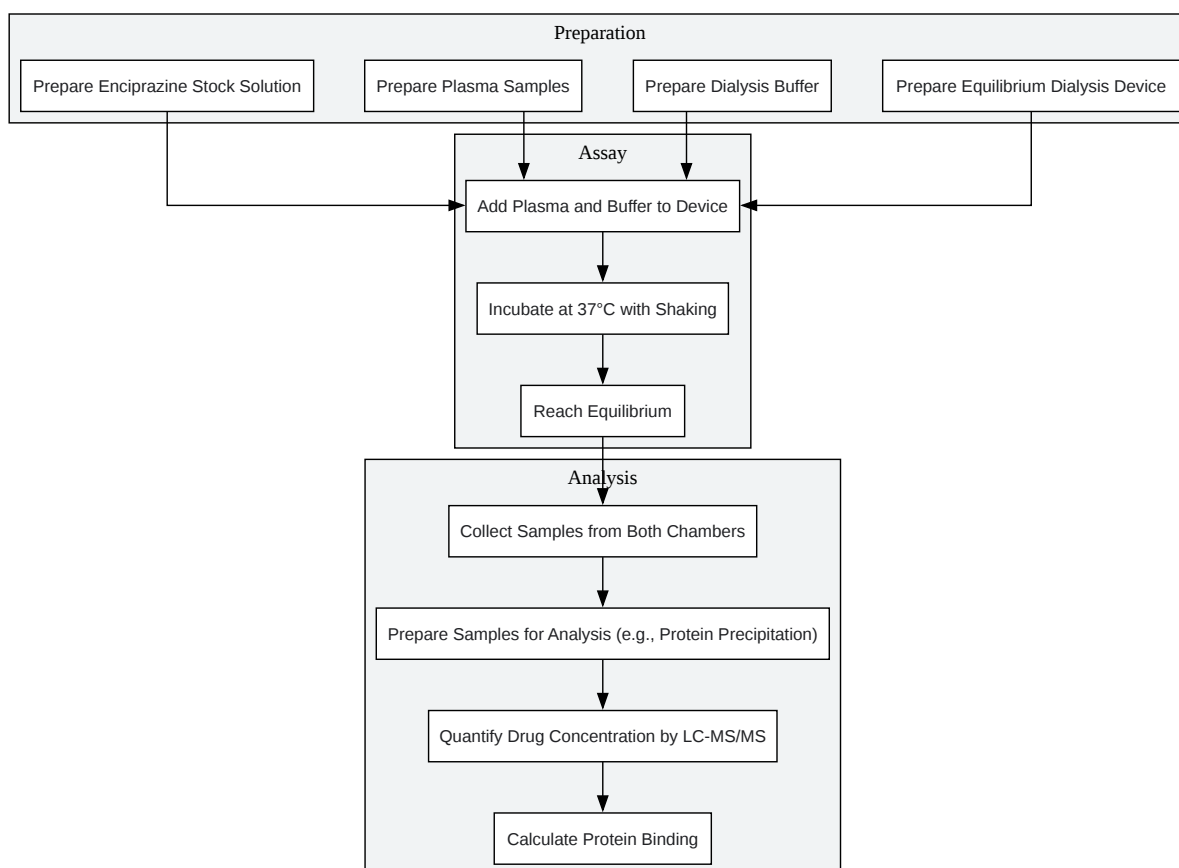 Preparation
Prepare Enciprazine Stock Solution
Prepare Plasma Samples
Prepare Dialysis Buffer
Prepare Equilibrium Dialysis Device
Assay
Add Plasma and Buffer to Device
Incubate at 37°C with Shaking
Reach Equilibrium
Analysis
Collect Samples from Both Chambers
Prepare Samples for Analysis (e.g., Protein Precipitation)
Quantify Drug Concentration by LC-MS/MS
Calculate Protein Binding